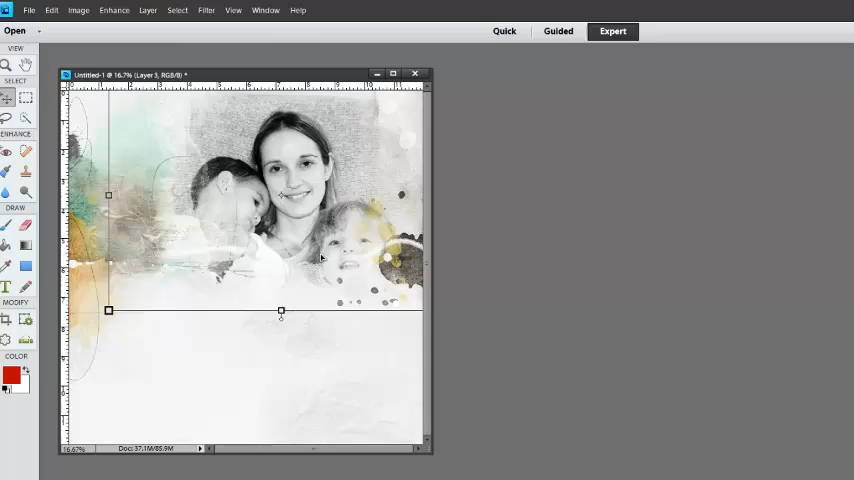 File Edit Image Enhance Layer Select Filter View Window Help
Open Quick Guided Expert
VIEW
SELECT
ENHANCE
DRAW
T
MODIFY
COLOR
Untitled-1 @ 16.7% (Layer 3, RGB/8) *
16.67% Doc: 37.1M/85.9M